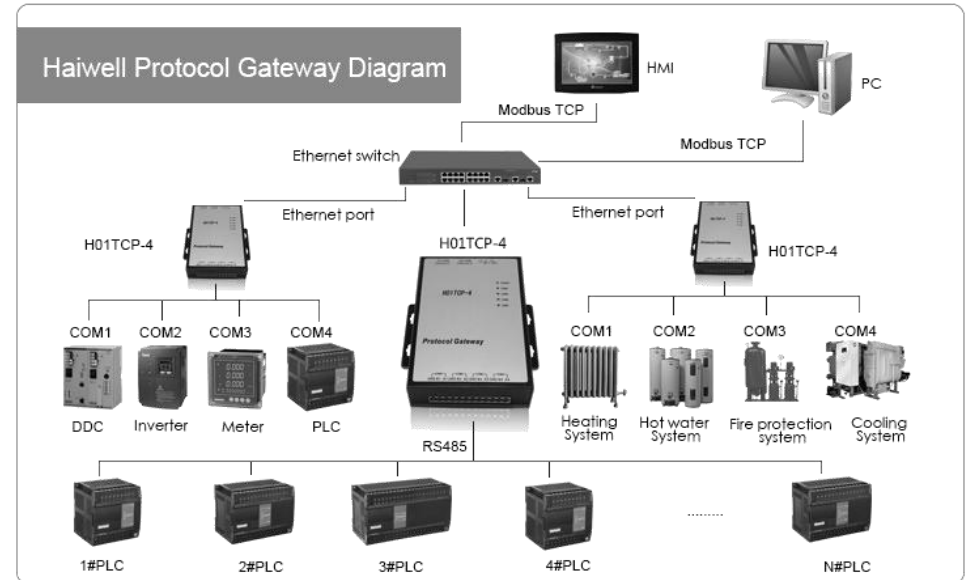 Haiwell Protocol Gateway Diagram
HMI
PC
Modbus TCP
Modbus TCP
Ethernet switch
Ethernet port
Ethernet port
H01TCP-4
H01TCP-4
H01TCP-4
H01TCP-4
Protocol Gateway
COM1 COM2 COM3 COM4
DDC Inverter Meter PLC
COM1 COM2 COM3 COM4
Heating
System
Hot water
System
Fire protection
system
Cooling
System
RS485
.........
1#PLC 2#PLC 3#PLC 4#PLC N#PLC